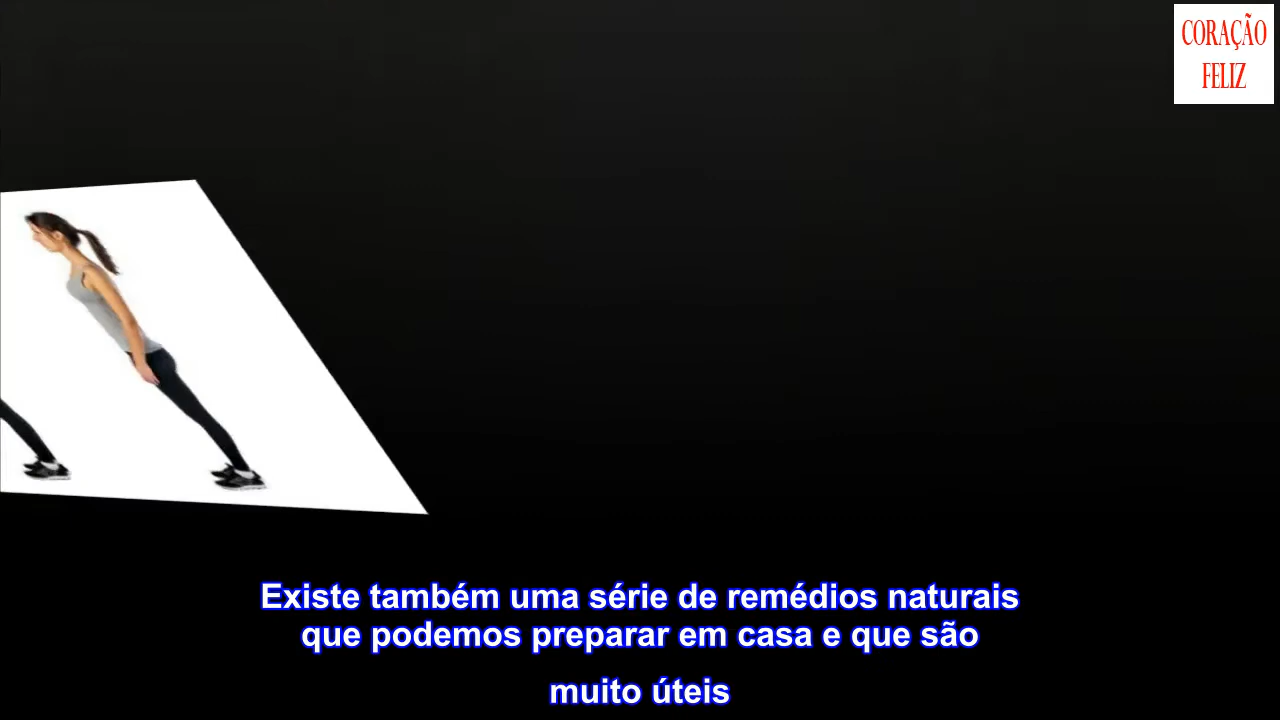 CORAÇÃO
FELIZ
Existe também uma série de remédios naturais
que podemos preparar em casa e que são
muito úteis